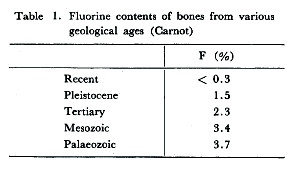 Table 1. Fluorine contents of bones from various
geological ages (Carnot)
F (%)
Recent < 0.3
Pleistocene 1.5
Tertiary 2.3
Mesozoic 3.4
Palaeozoic 3.7